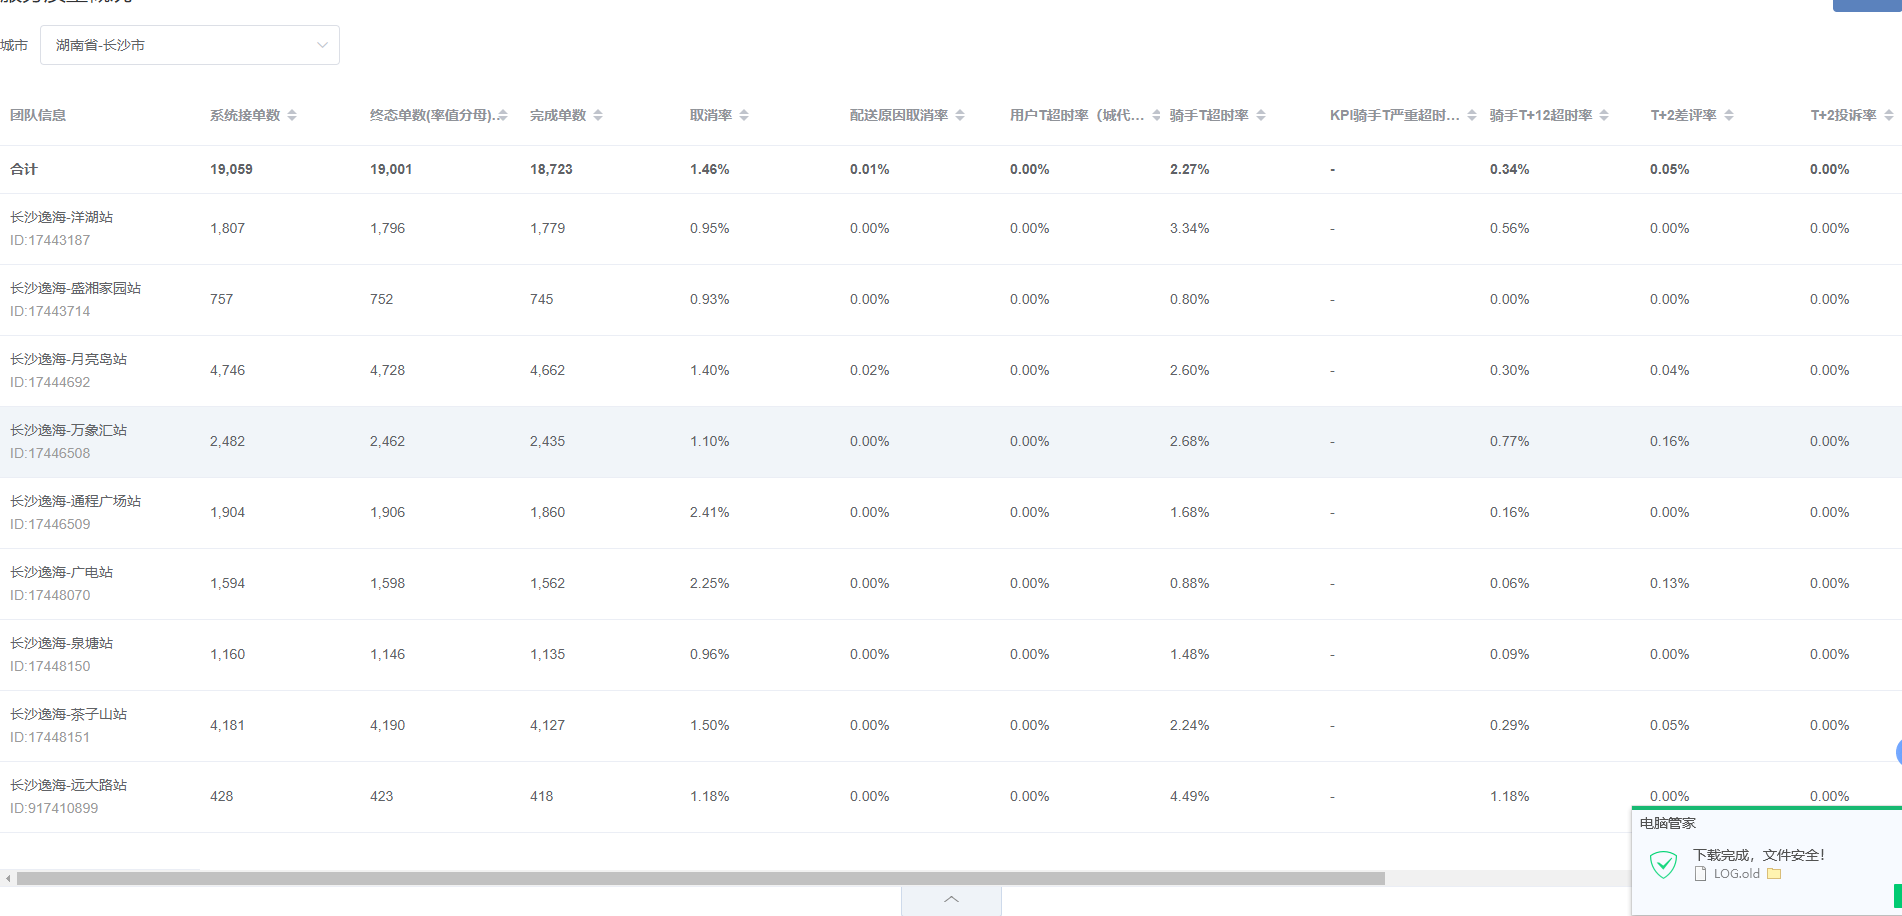 城市
湖南省-长沙市
团队信息 系统接单数 终态单数(率值分母)... 完成单数 取消率 配送原因取消率 用户T超时率（城代... 骑手T超时率 KPI骑手T严重超时... 骑手T+12超时率 T+2差评率 T+2投诉率
合计 19,059 19,001 18,723 1.46% 0.01% 0.00% 2.27% - 0.34% 0.05% 0.00%
长沙逸海-洋湖站
ID:17443187
1,807 1,796 1,779 0.95% 0.00% 0.00% 3.34% - 0.56% 0.00% 0.00%
长沙逸海-盛湘家园站
ID:17443714
757 752 745 0.93% 0.00% 0.00% 0.80% - 0.00% 0.00% 0.00%
长沙逸海-月亮岛站
ID:17444692
4,746 4,728 4,662 1.40% 0.02% 0.00% 2.60% - 0.30% 0.04% 0.00%
长沙逸海-万象汇站
ID:17446508
2,482 2,462 2,435 1.10% 0.00% 0.00% 2.68% - 0.77% 0.16% 0.00%
长沙逸海-通程广场站
ID:17446509
1,904 1,906 1,860 2.41% 0.00% 0.00% 1.68% - 0.16% 0.00% 0.00%
长沙逸海-广电站
ID:17448070
1,594 1,598 1,562 2.25% 0.00% 0.00% 0.88% - 0.06% 0.13% 0.00%
长沙逸海-泉塘站
ID:17448150
1,160 1,146 1,135 0.96% 0.00% 0.00% 1.48% - 0.09% 0.00% 0.00%
长沙逸海-茶子山站
ID:17448151
4,181 4,190 4,127 1.50% 0.00% 0.00% 2.24% - 0.29% 0.05% 0.00%
长沙逸海-远大路站
ID:917410899
428 423 418 1.18% 0.00% 0.00% 4.49% - 1.18% 0.00% 0.00%
电脑管家
下载完成，文件安全！
LOG.old